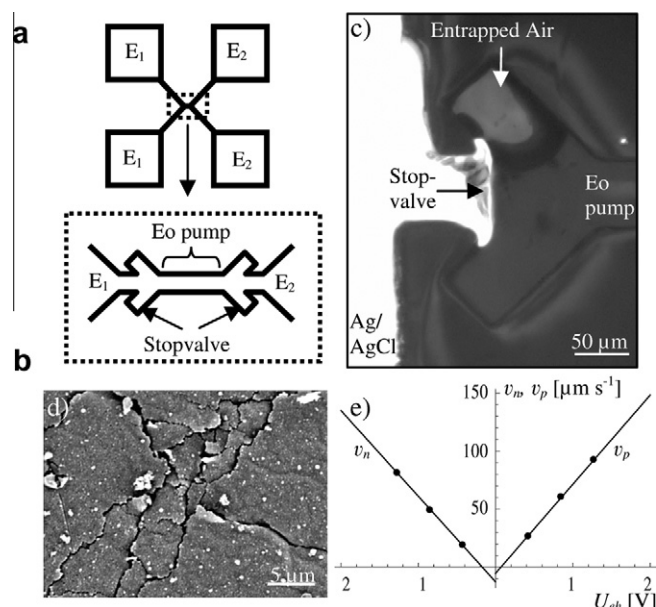 a
E₁
E₂
E₁
E₂
Eo pump
E₁
E₂
Stopvalve
b
c)
Entrapped Air
Stop-
valve
Eo
pump
Ag/
AgCl
50 µm
d)
5 µm
e)
150
vₙ, vₚ [µm s⁻¹]
100
vₙ
vₚ
50
2
1
1
2
U_eb [V]